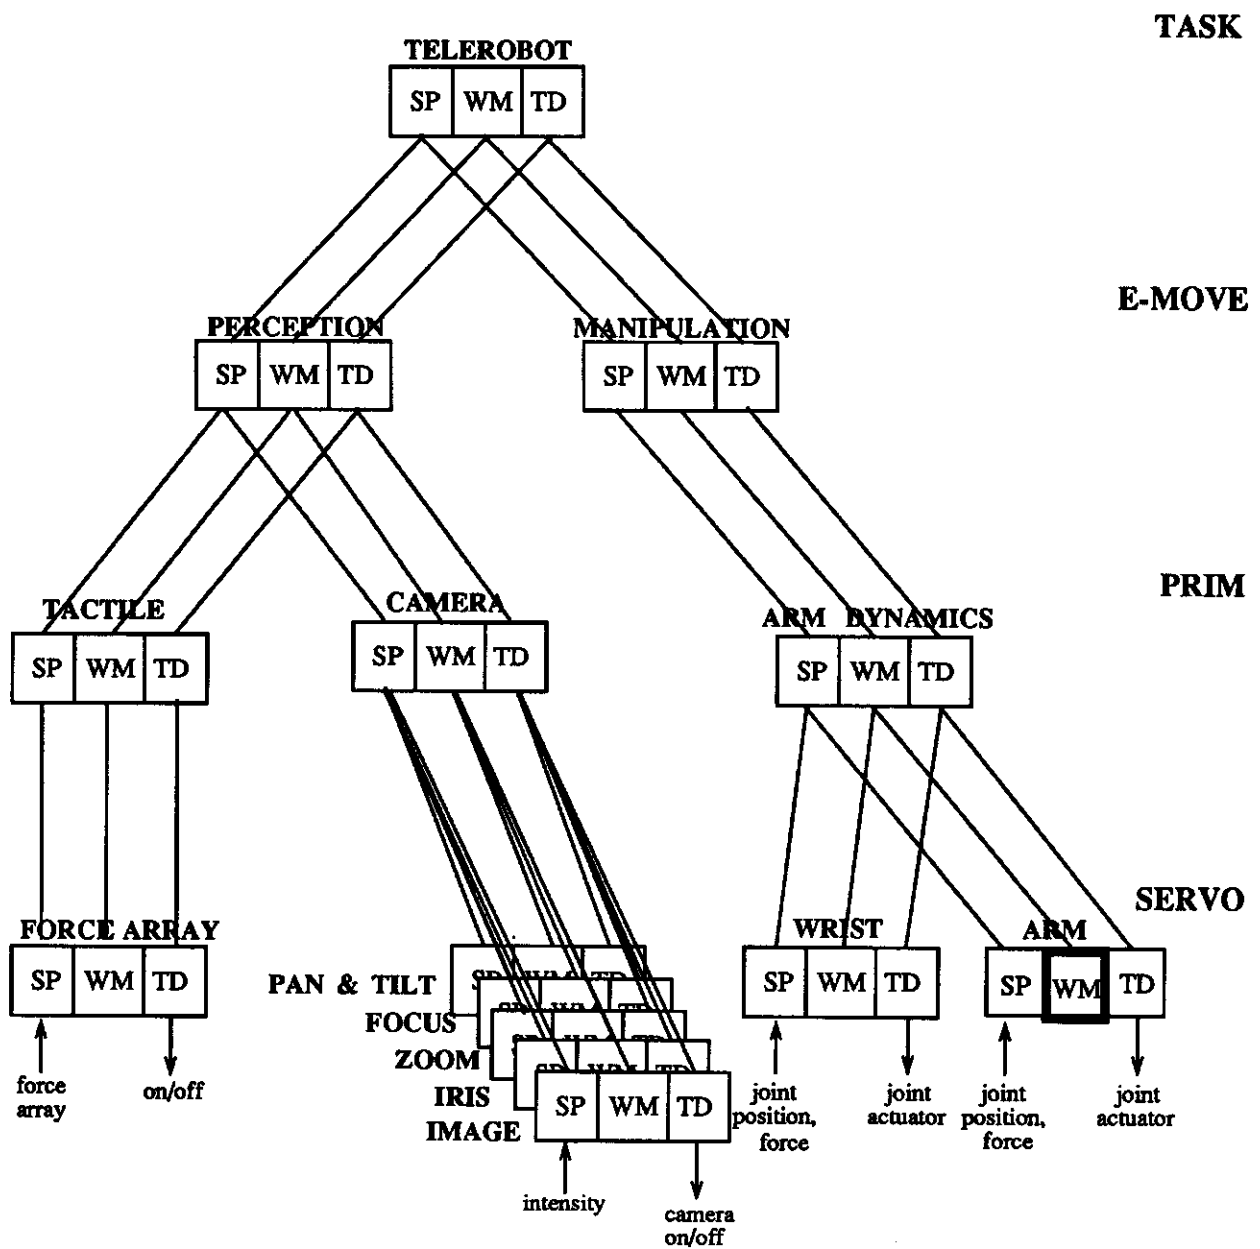 TASK
TELEROBOT
SP WM TD
E-MOVE
PERCEPTION
SP WM TD
MANIPULATION
SP WM TD
PRIM
TACTILE
SP WM TD
CAMERA
SP WM TD
ARM DYNAMICS
SP WM TD
SERVO
FORCE ARRAY
SP WM TD
force
array
on/off
PAN & TILT
FOCUS
ZOOM
IRIS
IMAGE
SP WM TD
intensity
camera
on/off
WRIST
SP WM TD
joint
position,
force
joint
actuator
ARM
SP WM TD
joint
position,
force
joint
actuator